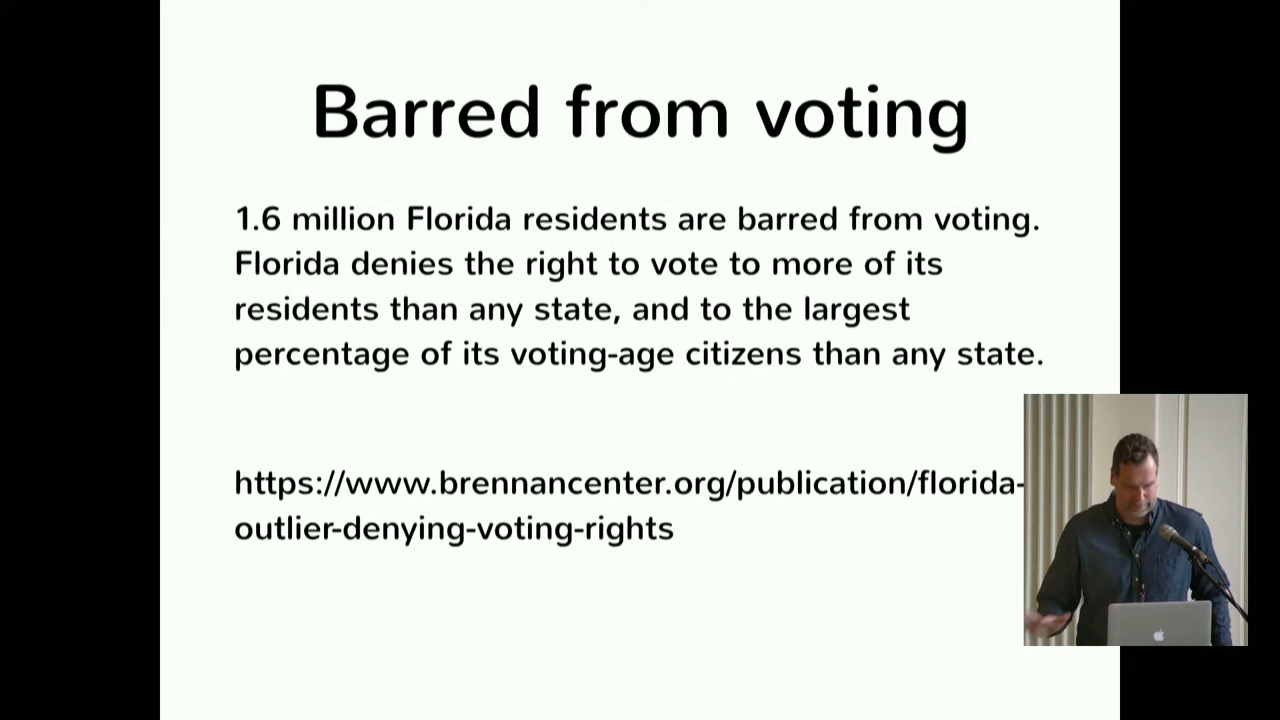 Barred from voting
1.6 million Florida residents are barred from voting.
Florida denies the right to vote to more of its
residents than any state, and to the largest
percentage of its voting-age citizens than any state.
https://www.brennancenter.org/publication/florida-
outlier-denying-voting-rights